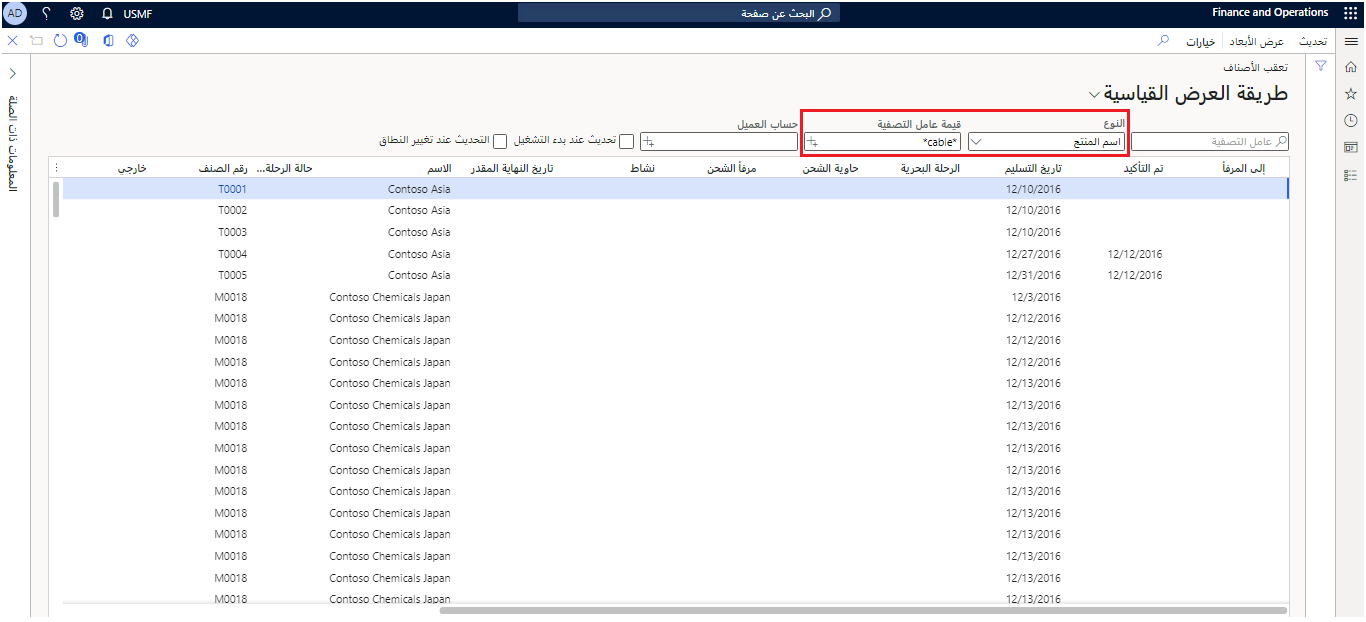 Finance and Operations البحث عن صفحة USMF AD
تحديث عرض الأبعاد خيارات 0
تعقب الأصناف
طريقة العرض القياسية
المعلومات ذات الصلة
النوع قيمة عامل التصفية حساب العميل
عامل التصفية اسم المنتج *cable* تحديث عند بدء التشغيل التحديث عند تغيير النطاق
إلى المرفأ تم التأكيد تاريخ التسليم الرحلة البحرية حاوية الشحن مرفأ الشحن نشاط تاريخ النهاية المقدر الاسم حالة الرحلة... رقم الصنف خارجي
12/10/2016 Contoso Asia T0001
12/10/2016 Contoso Asia T0002
12/10/2016 Contoso Asia T0003
12/12/2016 12/27/2016 Contoso Asia T0004
12/12/2016 12/31/2016 Contoso Asia T0005
12/3/2016 Contoso Chemicals Japan M0018
12/12/2016 Contoso Chemicals Japan M0018
12/12/2016 Contoso Chemicals Japan M0018
12/12/2016 Contoso Chemicals Japan M0018
12/13/2016 Contoso Chemicals Japan M0018
12/13/2016 Contoso Chemicals Japan M0018
12/13/2016 Contoso Chemicals Japan M0018
12/13/2016 Contoso Chemicals Japan M0018
12/13/2016 Contoso Chemicals Japan M0018
12/13/2016 Contoso Chemicals Japan M0018
12/13/2016 Contoso Chemicals Japan M0018
12/13/2016 Contoso Chemicals Japan M0018
12/13/2016 Contoso Chemicals Japan M0018
12/13/2016 Contoso Chemicals Japan M0018
12/13/2016 Contoso Chemicals Japan M0018